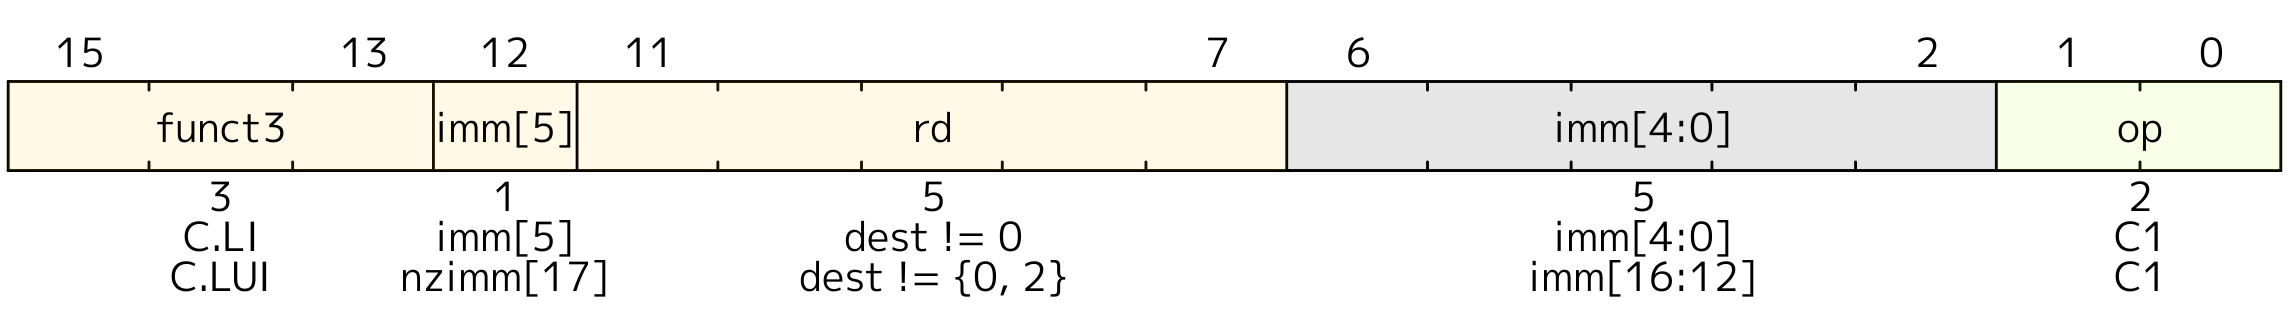 15 13 12 11 7 6 2 1 0
funct3 imm[5] rd imm[4:0] op
3 1 5 5 2
C.LI imm[5] dest != 0 imm[4:0] C1
C.LUI nzimm[17] dest != {0, 2} imm[16:12] C1